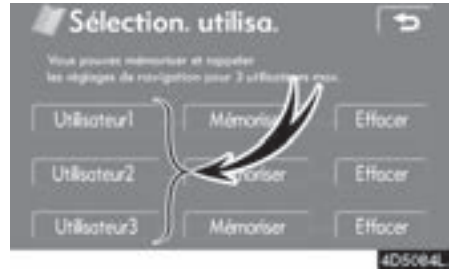 Sélection. utilisa.
Vous pouvez mémoriser et rappeler
les réglages de navigation pour 3 utilisateurs max.
Utilisateur1 Mémoriser Effacer
Utilisateur2 Mémoriser Effacer
Utilisateur3 Mémoriser Effacer
4D5084L